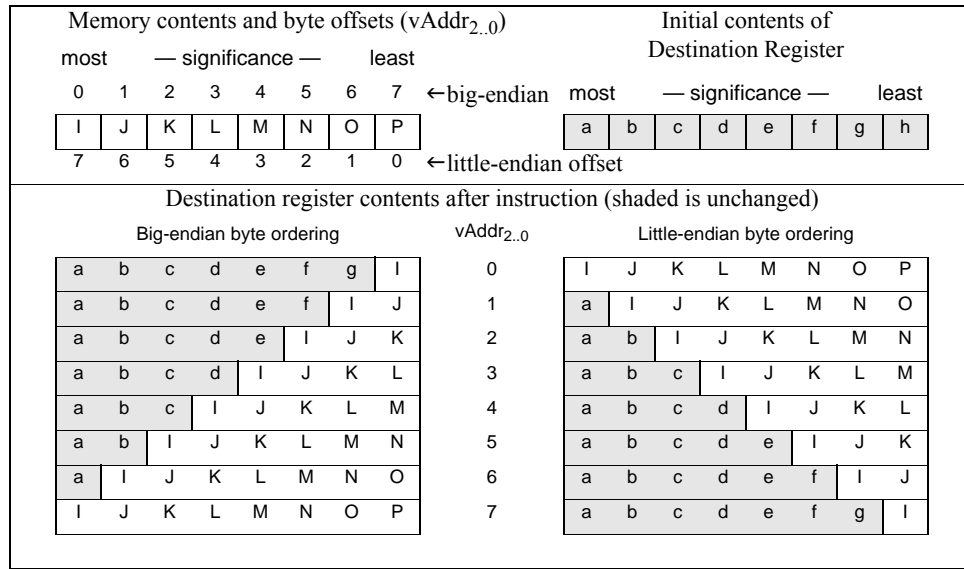 Memory contents and byte offsets (vAddr2..0)
Initial contents of
Destination Register
most — significance — least
0 1 2 3 4 5 6 7 ←big-endian
most — significance — least
I J K L M N O P
a b c d e f g h
7 6 5 4 3 2 1 0 ←little-endian offset
Destination register contents after instruction (shaded is unchanged)
Big-endian byte ordering vAddr2..0 Little-endian byte ordering
a b c d e f g I 0 I J K L M N O P
a b c d e f I J 1 a I J K L M N O
a b c d e I J K 2 a b I J K L M N
a b c d I J K L 3 a b c I J K L M
a b c I J K L M 4 a b c d I J K L
a b I J K L M N 5 a b c d e I J K
a I J K L M N O 6 a b c d e f I J
I J K L M N O P 7 a b c d e f g I